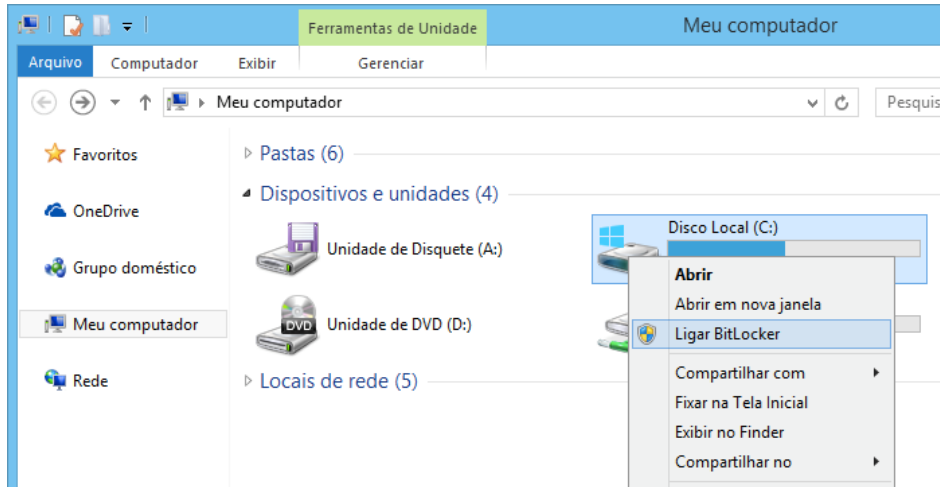 Ferramentas de Unidade
Meu computador
Arquivo
Computador
Exibir
Gerenciar
Meu computador
Pesquis
Favoritos
OneDrive
Grupo doméstico
Meu computador
Rede
Pastas (6)
Dispositivos e unidades (4)
Unidade de Disquete (A:)
Disco Local (C:)
DVD
Unidade de DVD (D:)
Locais de rede (5)
Abrir
Abrir em nova janela
Ligar BitLocker
Compartilhar com
Fixar na Tela Inicial
Exibir no Finder
Compartilhar no